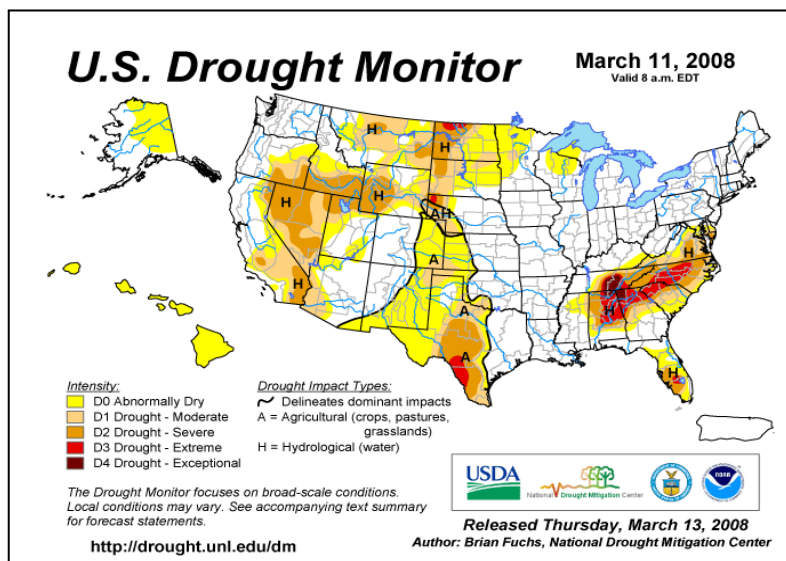 U.S. Drought Monitor
March 11, 2008
Valid 8 a.m. EDT
H
H
H
H
A H
A
H
H
A
H
A
H
Intensity:
D0 Abnormally Dry
D1 Drought - Moderate
D2 Drought - Severe
D3 Drought - Extreme
D4 Drought - Exceptional
Drought Impact Types:
Delineates dominant impacts
A = Agricultural (crops, pastures,
grasslands)
H = Hydrological (water)
The Drought Monitor focuses on broad-scale conditions.
Local conditions may vary. See accompanying text summary
for forecast statements.
http://drought.unl.edu/dm
USDA
National Drought Mitigation Center
NOAA
Released Thursday, March 13, 2008
Author: Brian Fuchs, National Drought Mitigation Center